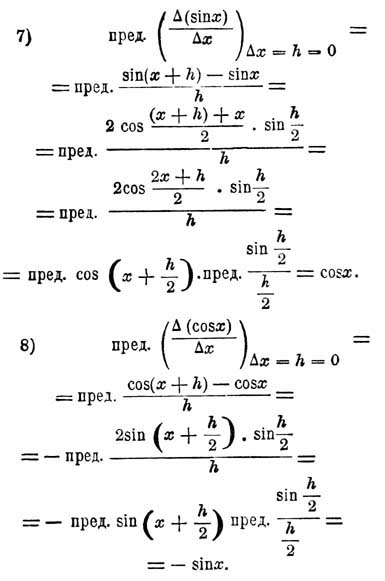 7) пред. (Δ(sinx)/Δx)Δx = h = 0 =
= пред. sin(x + h) — sinx/h =
= пред. 2 cos (x + h) + x/2 . sin h/2/h =
= пред. 2cos 2x + h/2 . sin h/2/h =
= пред. cos (x + h/2).пред. sin h/2/h/2 = cosx.
8) пред. (Δ (cosx)/Δx)Δx = h = 0 =
= пред. cos(x + h) — cosx/h =
= — пред. 2sin (x + h/2) . sin h/2/h =
= — пред. sin (x + h/2) пред. sin h/2/h/2 =
= — sinx.